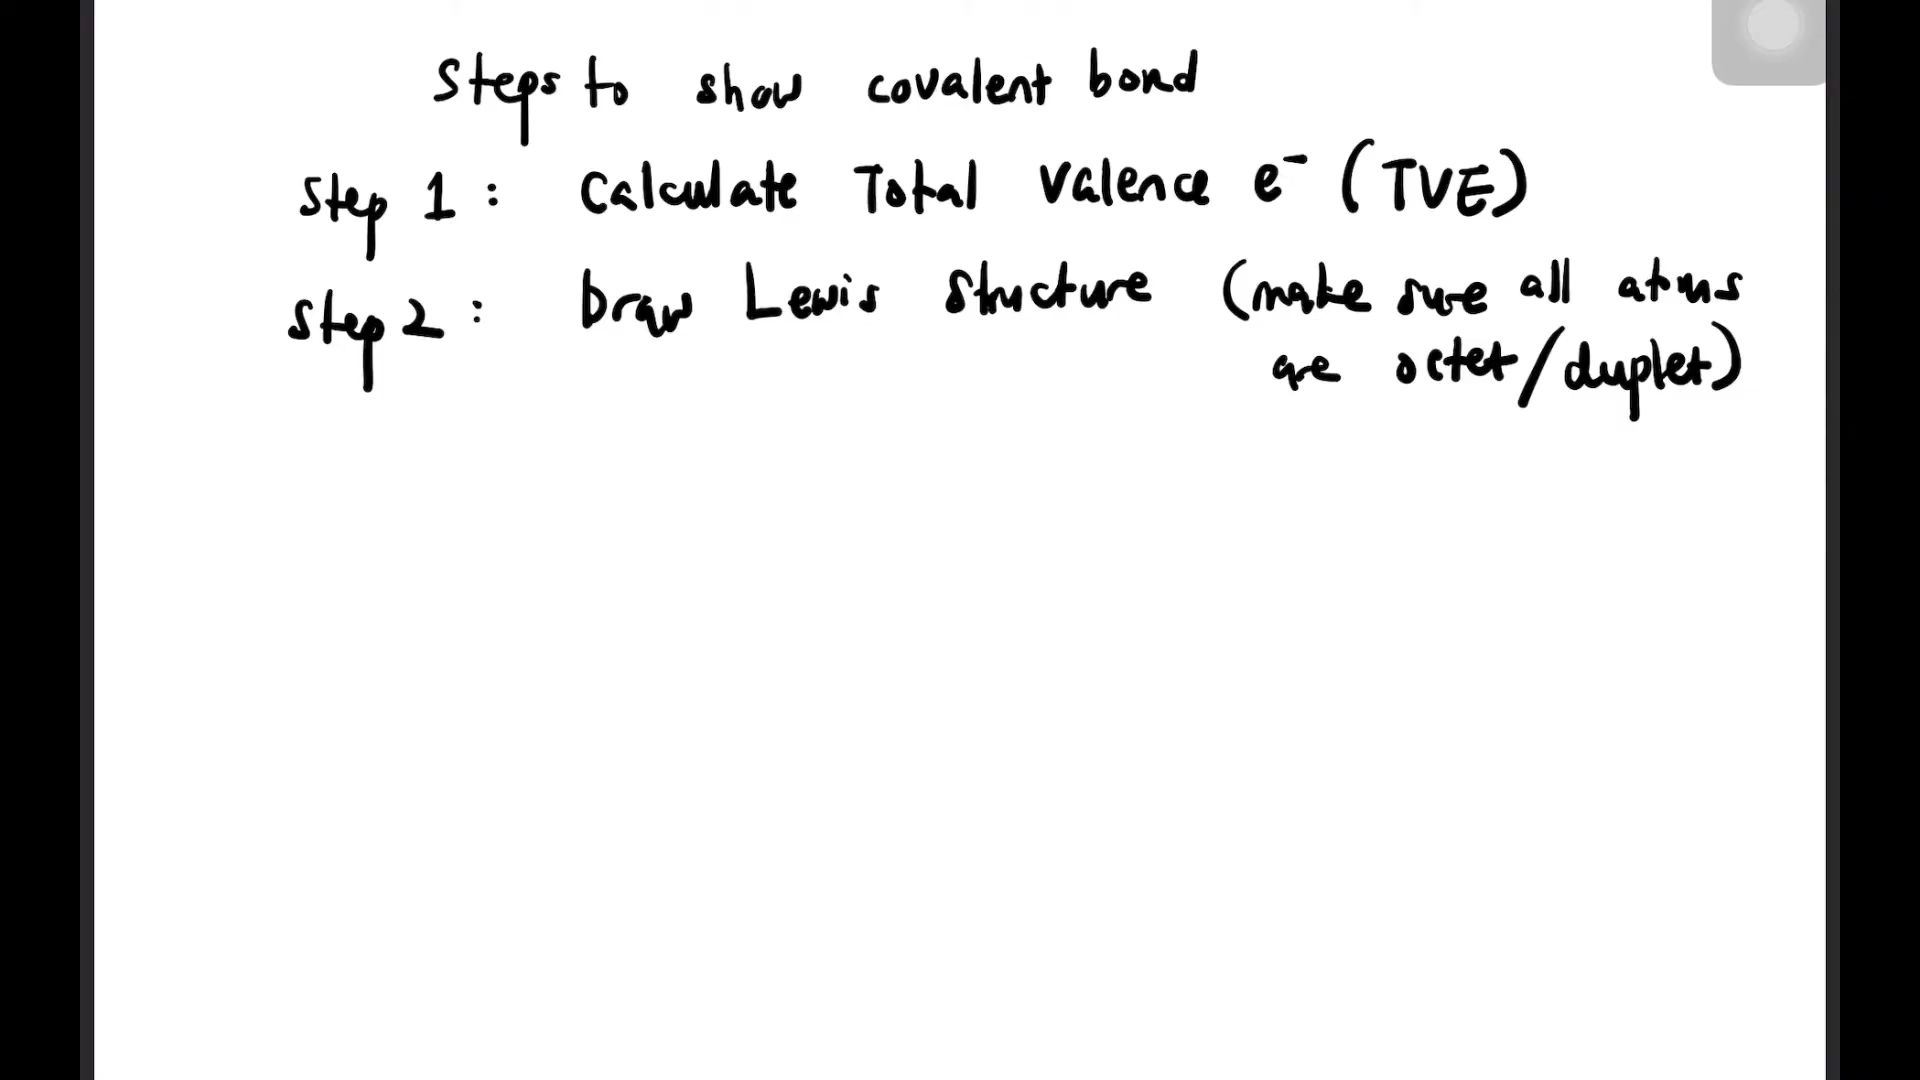 Steps to show covalent bond
Step 1 : Calculate Total Valence e⁻ (TVE)
Step 2 : Draw Lewis Structure (make sure all atoms
are octet/duplet)